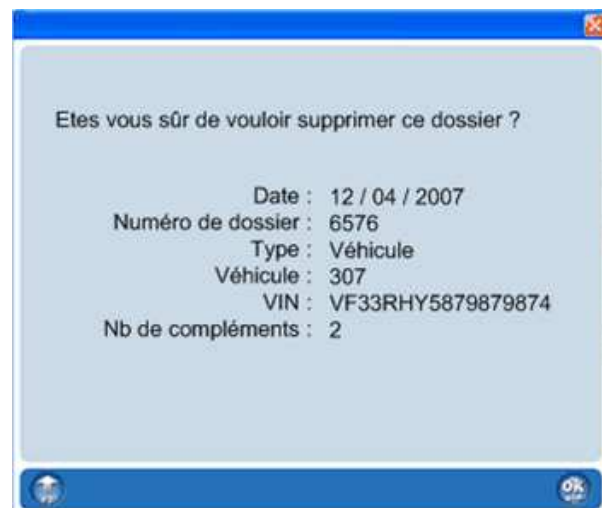 Etes vous sûr de vouloir supprimer ce dossier ?
Date : 12 / 04 / 2007
Numéro de dossier : 6576
Type : Véhicule
Véhicule : 307
VIN : VF33RHY5879879874
Nb de compléments : 2
OK